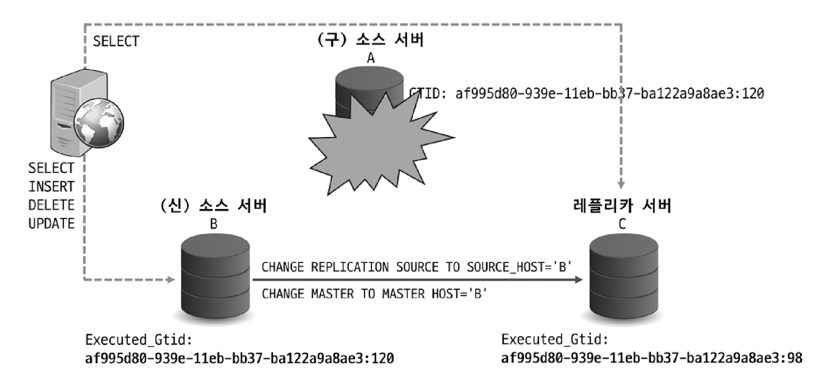 SELECT
(구) 소스 서버
A
GTID: af995d80-939e-11eb-bb37-ba122a9a8ae3:120
SELECT
INSERT
DELETE
UPDATE
(신) 소스 서버
B
레플리카 서버
C
CHANGE REPLICATION SOURCE TO SOURCE_HOST='B'
CHANGE MASTER TO MASTER HOST='B'
Executed_Gtid:
af995d80-939e-11eb-bb37-ba122a9a8ae3:120
Executed_Gtid:
af995d80-939e-11eb-bb37-ba122a9a8ae3:98